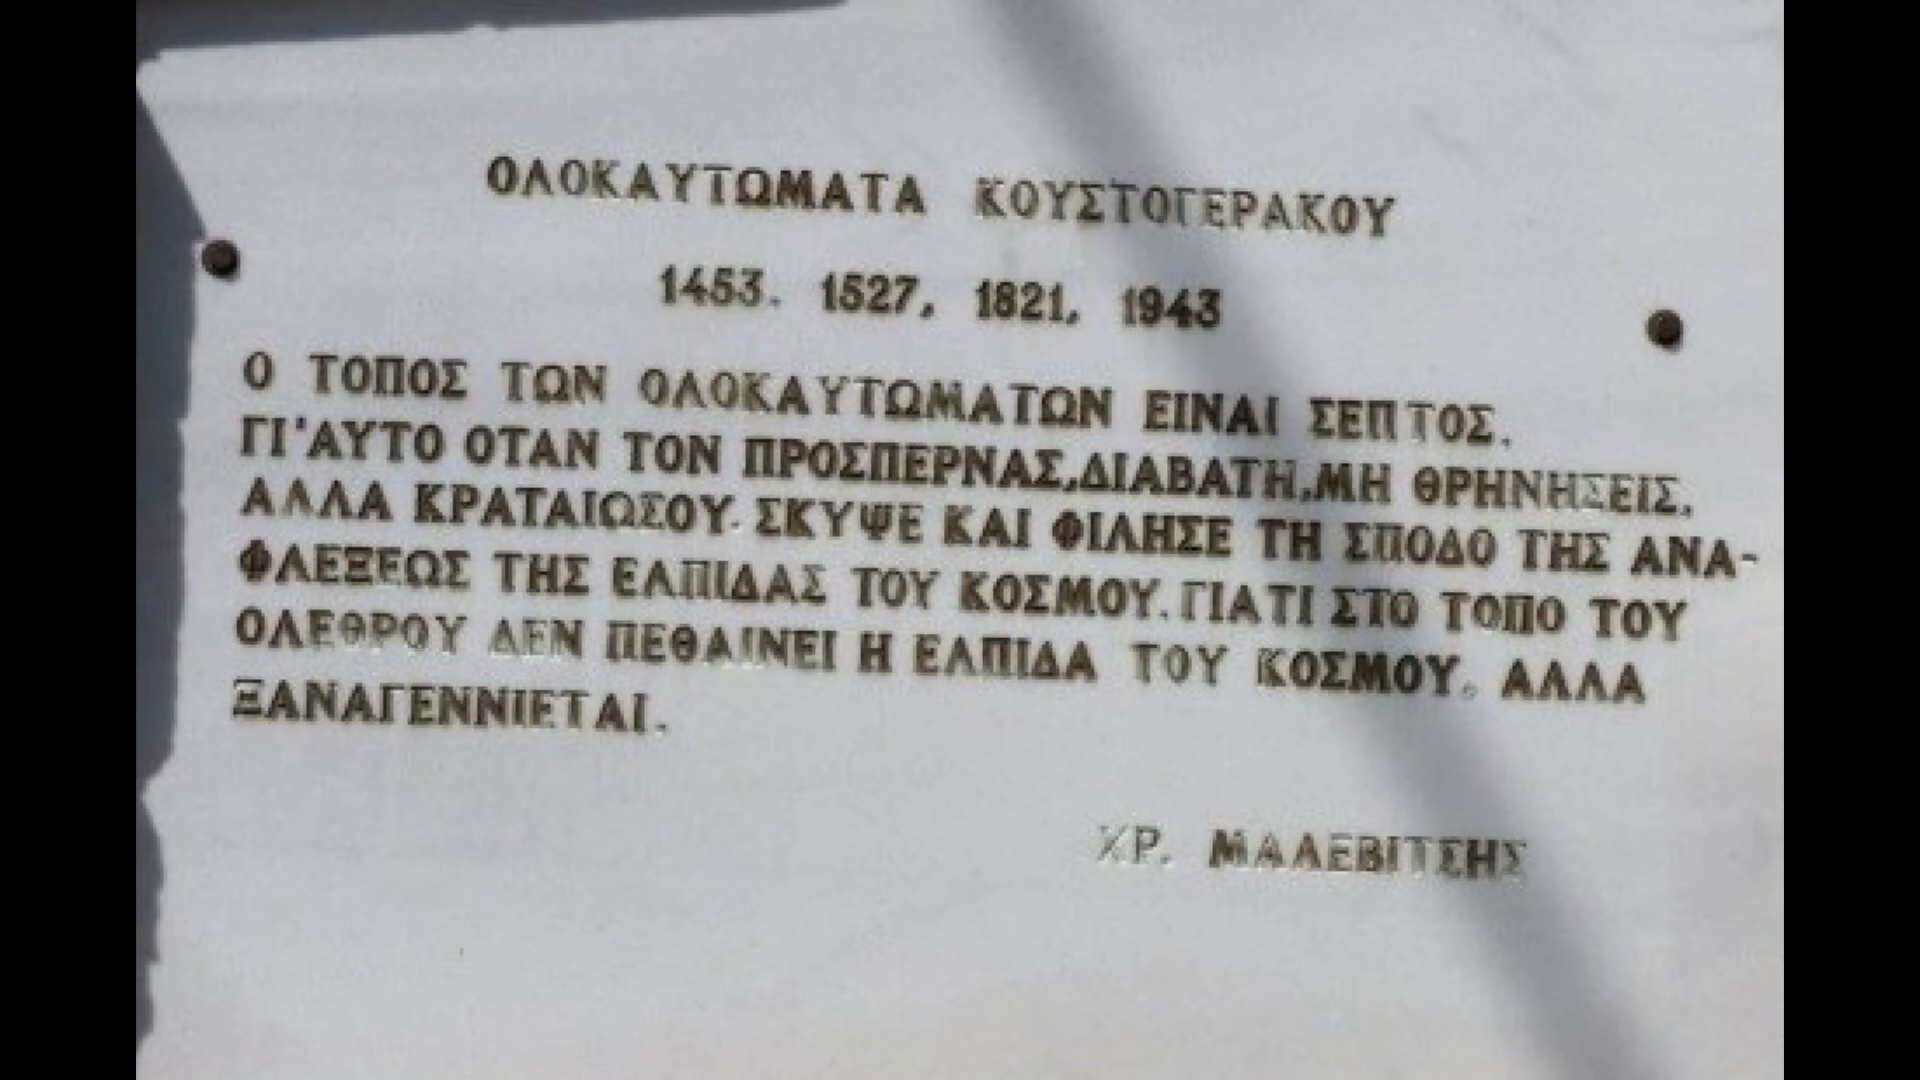 ΟΛΟΚΑΥΤΩΜΑΤΑ ΚΟΥΣΤΟΓΕΡΑΚΟΥ
1453. 1527, 1821, 1943
Ο ΤΟΠΟΣ ΤΩΝ ΟΛΟΚΑΥΤΩΜΑΤΩΝ ΕΙΝΑΙ ΣΕΠΤΟΣ.
ΓΙ'ΑΥΤΟ ΟΤΑΝ ΤΟΝ ΠΡΟΣΠΕΡΝΑΣ,ΔΙΑΒΑΤΗ,ΜΗ ΘΡΗΝΗΣΕΙΣ,
ΑΛΛΑ ΚΡΑΤΑΙΩΣΟΥ. ΣΚΥΨΕ ΚΑΙ ΦΙΛΗΣΕ ΤΗ ΣΠΟΔΟ ΤΗΣ ΑΝΑ-
ΦΛΕΞΕΩΣ ΤΗΣ ΕΛΠΙΔΑΣ ΤΟΥ ΚΟΣΜΟΥ. ΓΙΑΤΙ ΣΤΟ ΤΟΠΟ ΤΟΥ
ΟΛΕΘΡΟΥ ΔΕΝ ΠΕΘΑΙΝΕΙ Η ΕΛΠΙΔΑ ΤΟΥ ΚΟΣΜΟΥ. ΑΛΛΑ
ΞΑΝΑΓΕΝΝΙΕΤΑΙ.
ΧΡ. ΜΑΛΕΒΙΤΣΗΣ